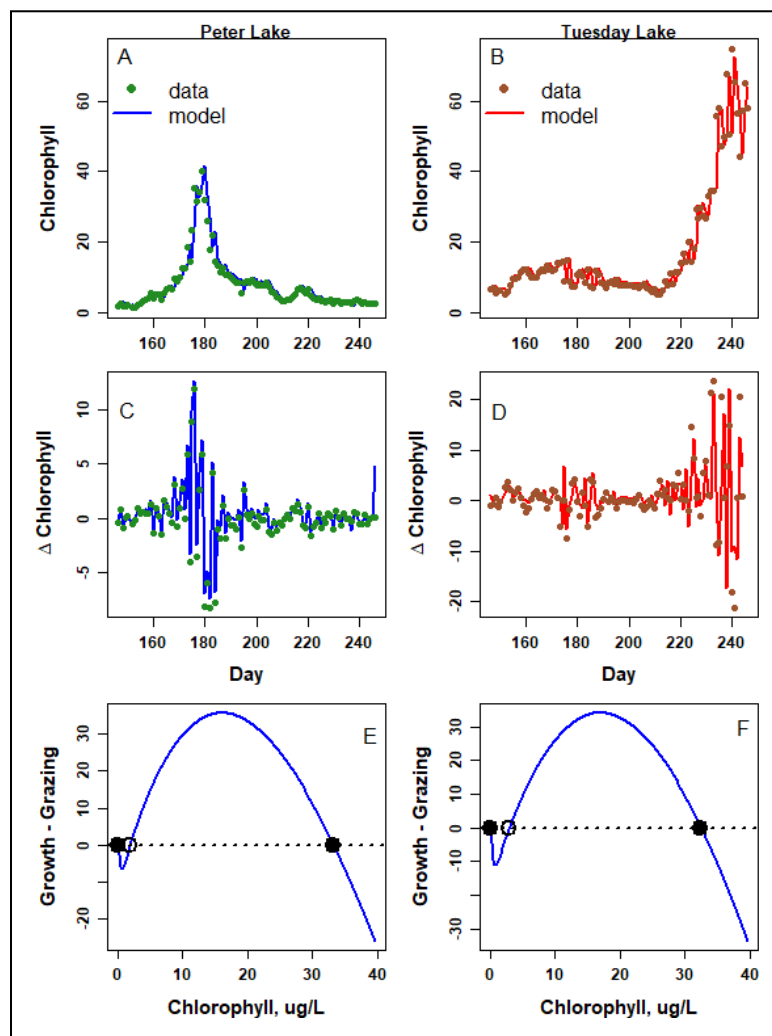 Peter Lake
Tuesday Lake
A
data
model
Chlorophyll
0 20 40 60
160 180 200 220 240
B
data
model
Chlorophyll
0 20 40 60
160 180 200 220 240
C
Δ Chlorophyll
-5 0 5 10
160 180 200 220 240
Day
D
Δ Chlorophyll
-20 -10 0 10 20
160 180 200 220 240
Day
E
Growth - Grazing
-20 0 10 20 30
0 10 20 30 40
Chlorophyll, ug/L
F
Growth - Grazing
-30 -10 0 10 20 30
0 10 20 30 40
Chlorophyll, ug/L